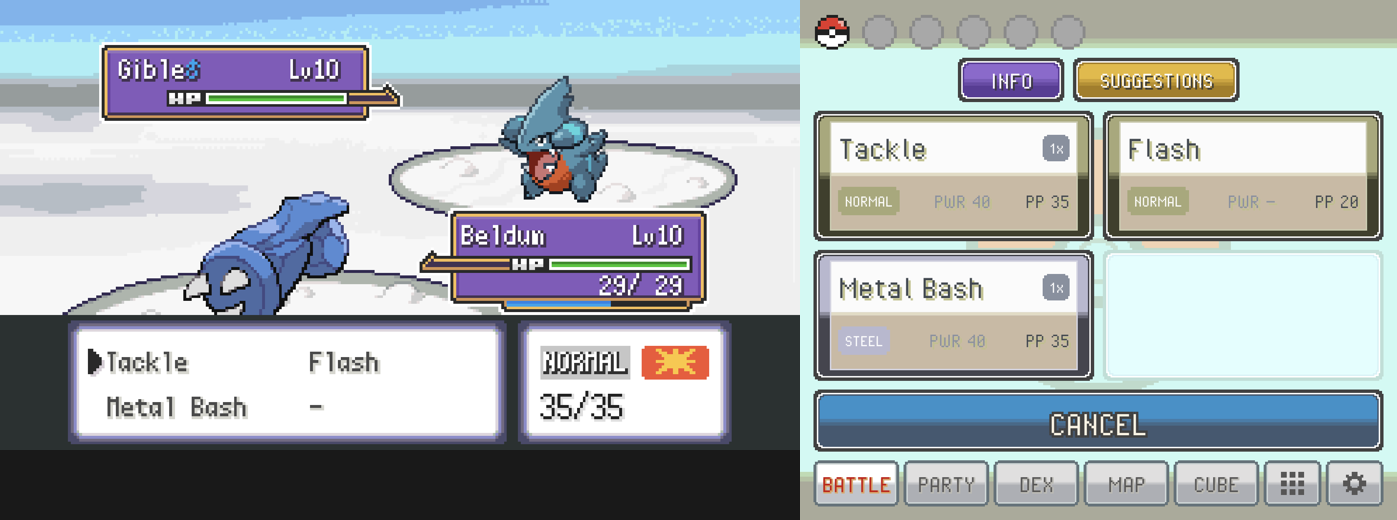 Gible♂ Lv10
HP
Beldum Lv10
HP
29/ 29
Tackle Flash
Metal Bash -
NORMAL
35/35
INFO SUGGESTIONS
Tackle 1x
NORMAL PWR 40 PP 35
Flash
NORMAL PWR - PP 20
Metal Bash 1x
STEEL PWR 40 PP 35
CANCEL
BATTLE PARTY DEX MAP CUBE